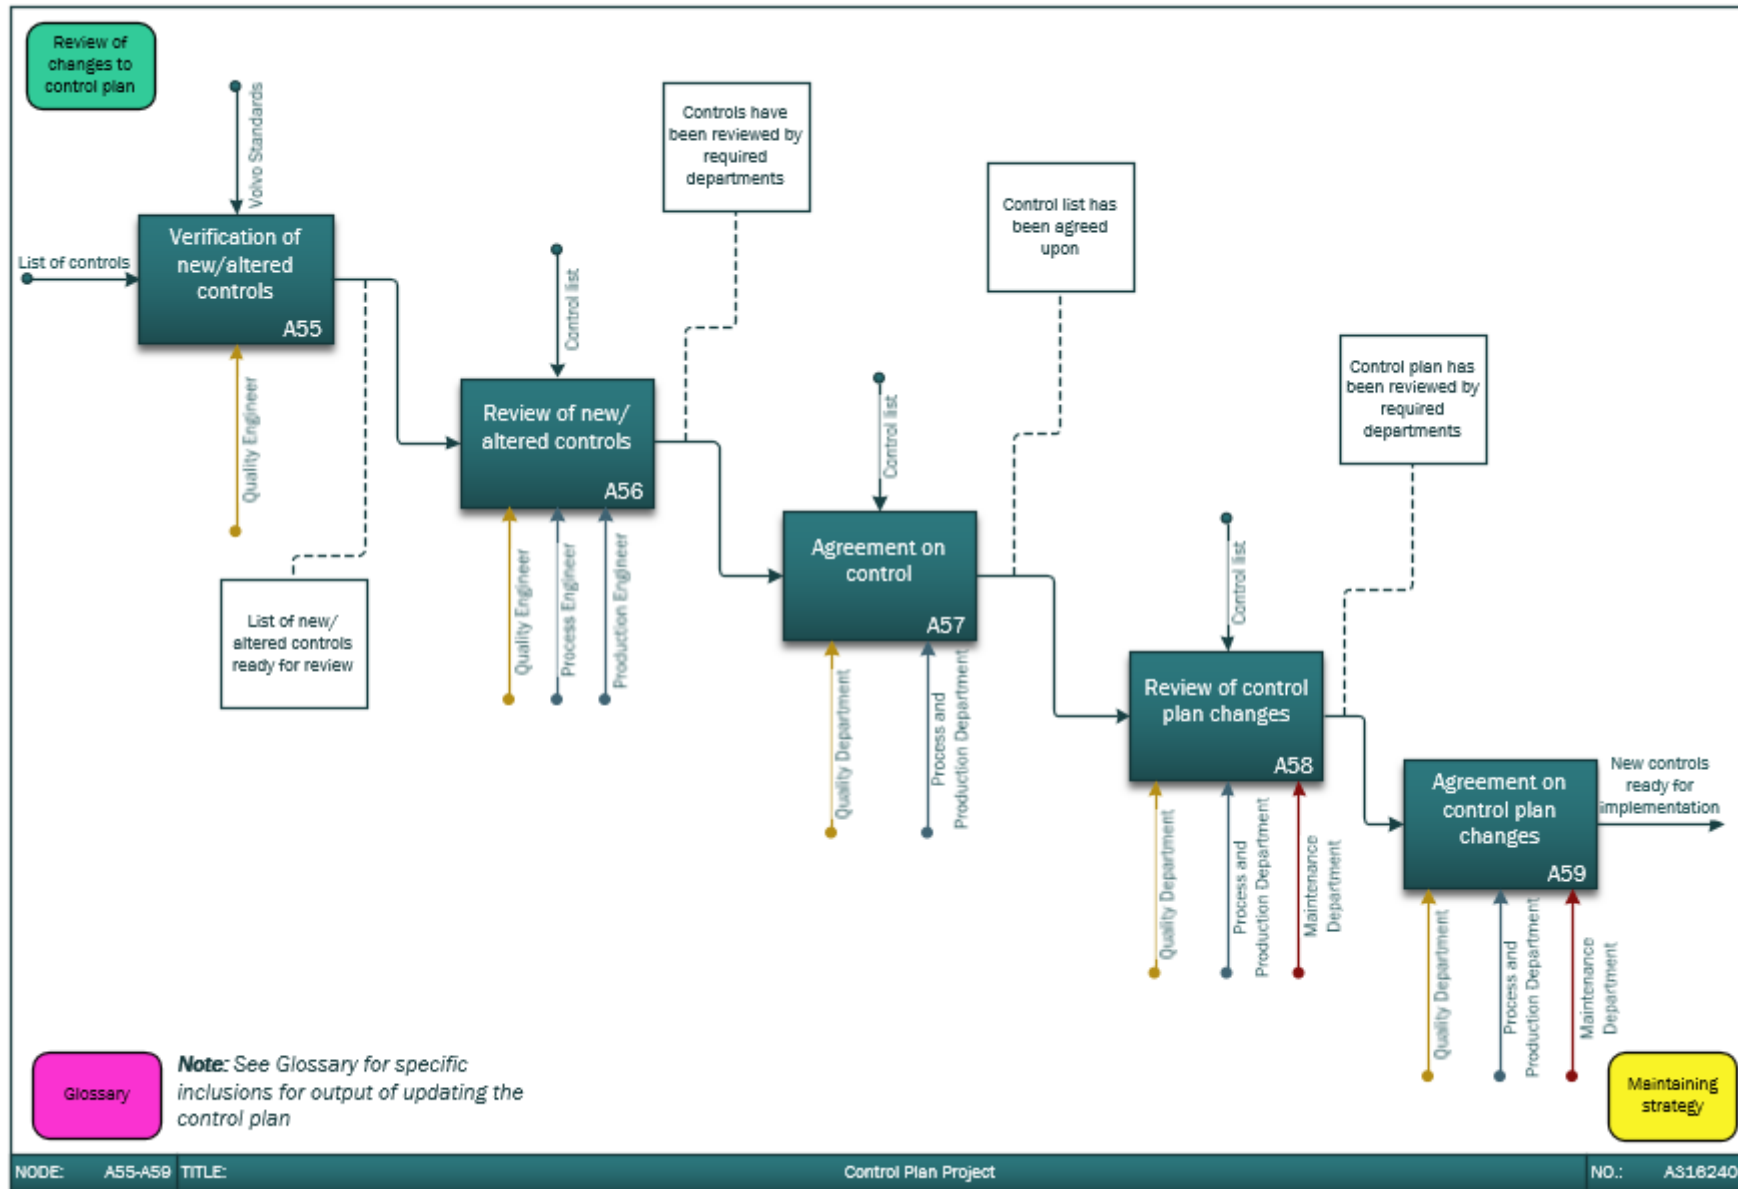 Review of
changes to
control plan
Volvo Standards
List of controls
Verification of
new/altered
controls
A55
Quality Engineer
List of new/
altered controls
ready for review
Controls have
been reviewed by
required
departments
Control list
Review of new/
altered controls
A56
Quality Engineer
Process Engineer
Production Engineer
Control list has
been agreed
upon
Control list
Agreement on
control
A57
Quality Department
Process and
Production Department
Control plan has
been reviewed by
required
departments
Control list
Review of control
plan changes
A58
Quality Department
Process and
Production Department
Maintenance
Department
Agreement on
control plan
changes
A59
New controls
ready for
implementation
Quality Department
Process and
Production Department
Maintenance
Department
Glossary
Note: See Glossary for specific
inclusions for output of updating the
control plan
Maintaining
strategy
NODE: A55-A59 TITLE: Control Plan Project NO.: AS16240